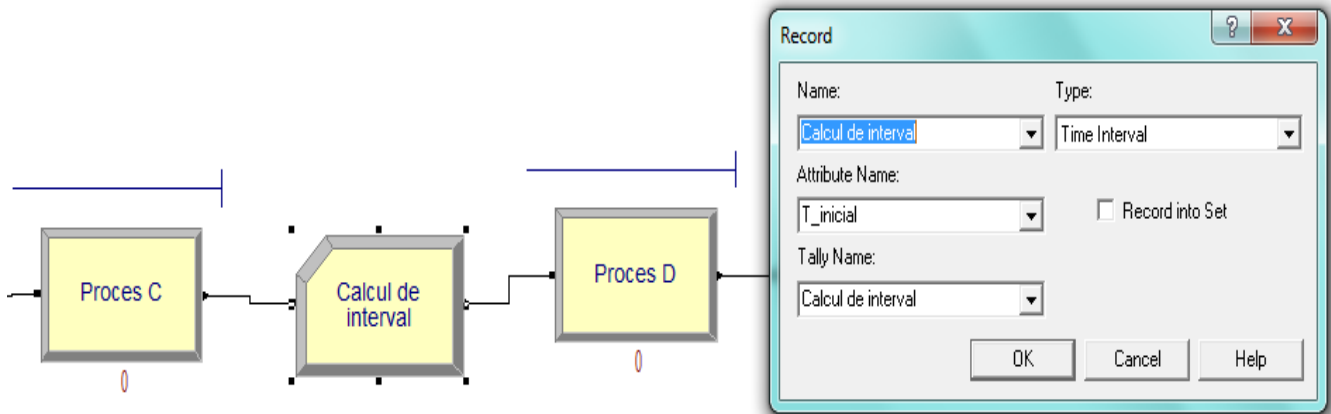 Proces C
0
Calcul de
interval
Proces D
0
Record
?
X
Name:
Type:
Calcul de interval
Time Interval
Attribute Name:
T_inicial
Record into Set
Tally Name:
Calcul de interval
OK
Cancel
Help